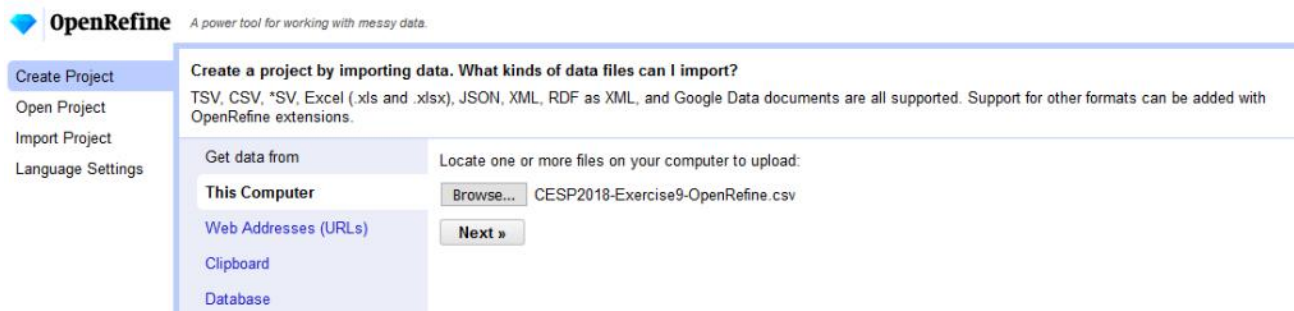 OpenRefine A power tool for working with messy data.
Create Project
Open Project
Import Project
Language Settings
Create a project by importing data. What kinds of data files can I import?
TSV, CSV, *SV, Excel (.xls and .xlsx), JSON, XML, RDF as XML, and Google Data documents are all supported. Support for other formats can be added with
OpenRefine extensions.
Get data from
This Computer
Web Addresses (URLs)
Clipboard
Database
Locate one or more files on your computer to upload:
Browse... CESP2018-Exercise9-OpenRefine.csv
Next »